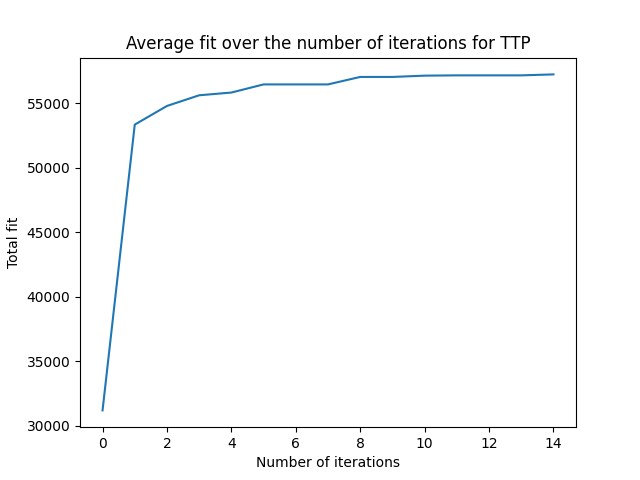 Average fit over the number of iterations for TTP
55000
50000
45000
40000
35000
30000
Total fit
0 2 4 6 8 10 12 14
Number of iterations